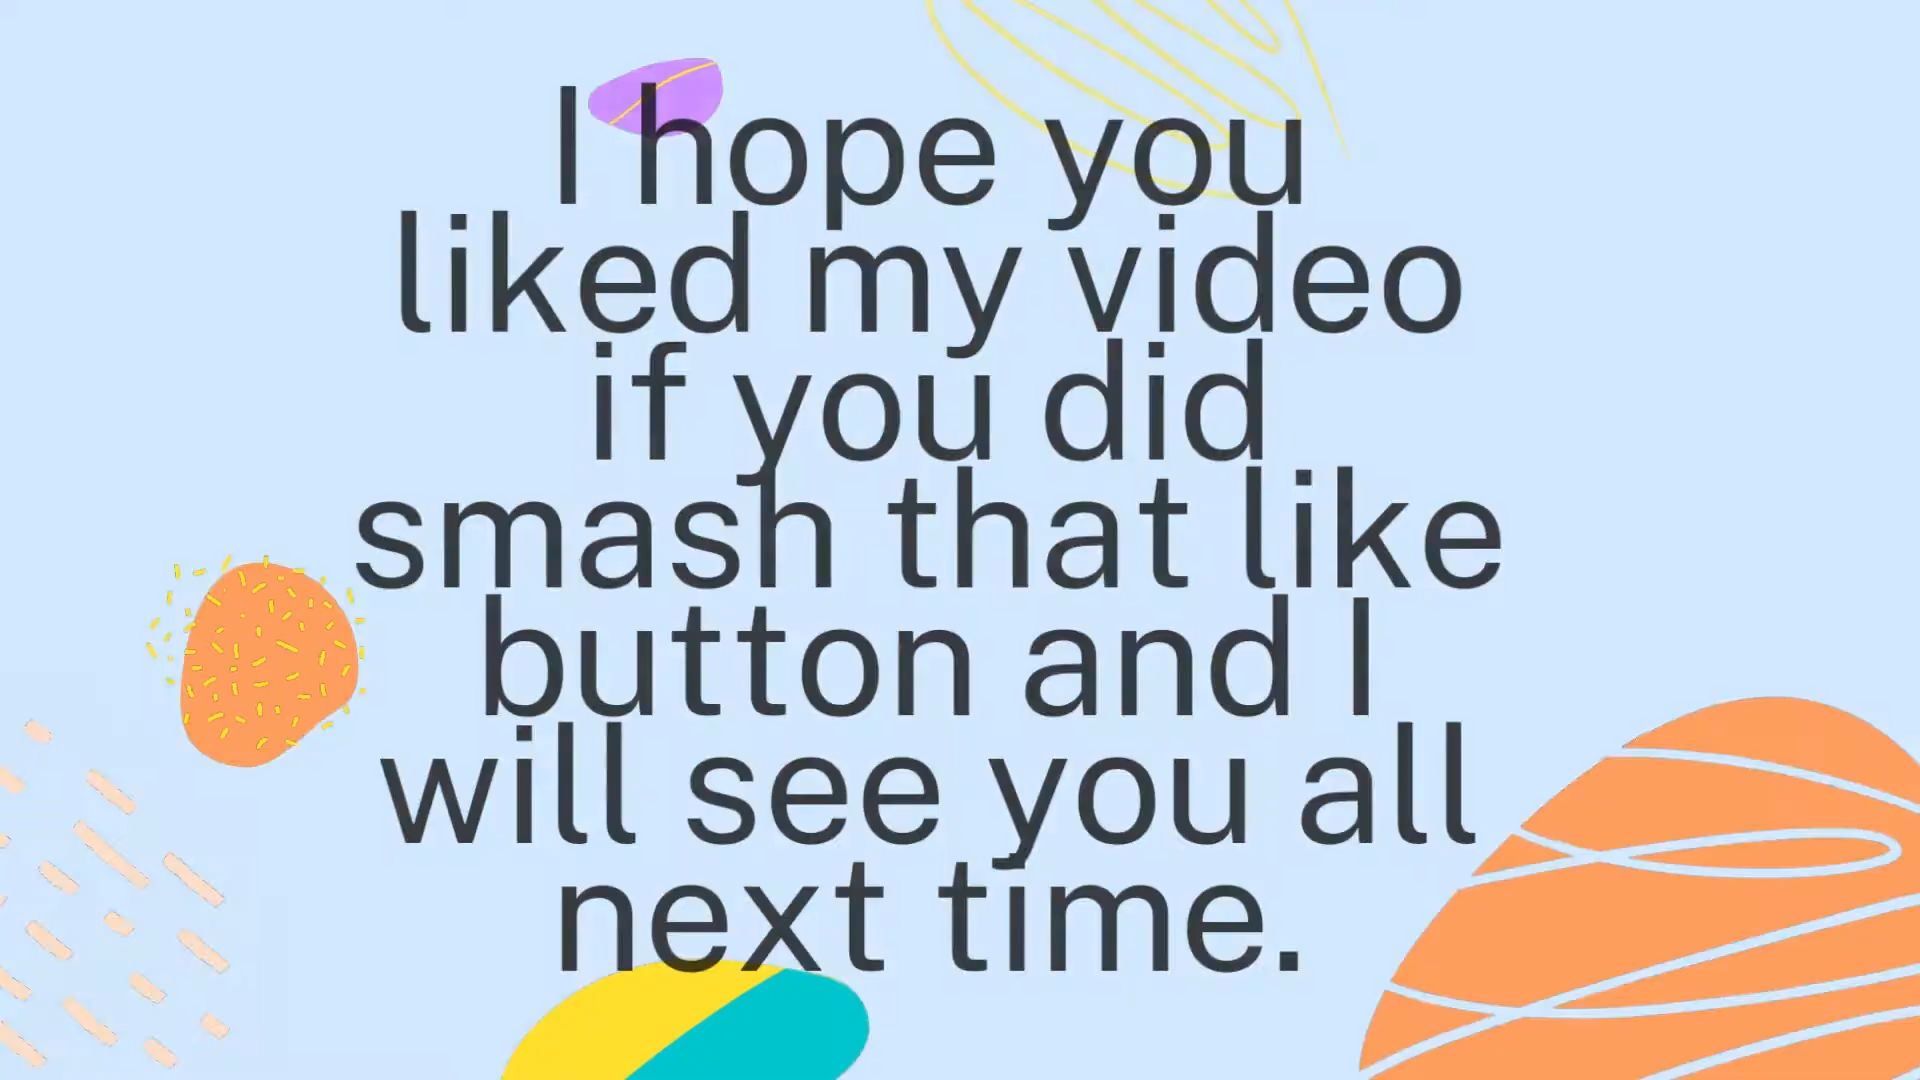 I hope you
liked my video
if you did
smash that like
button and I
will see you all
next time.